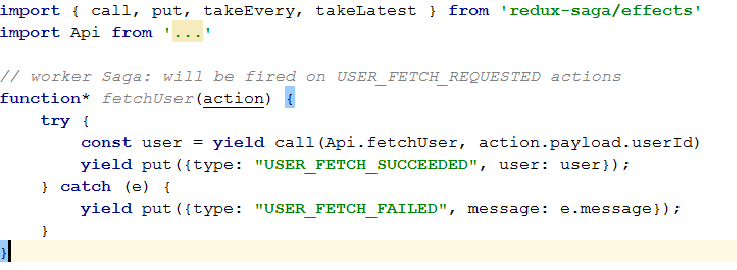 import { call, put, takeEvery, takeLatest } from 'redux-saga/effects'
import Api from '...'
// worker Saga: will be fired on USER_FETCH_REQUESTED actions
function* fetchUser(action) {
try {
const user = yield call(Api.fetchUser, action.payload.userId)
yield put({type: "USER_FETCH_SUCCEEDED", user: user});
} catch (e) {
yield put({type: "USER_FETCH_FAILED", message: e.message});
}
}